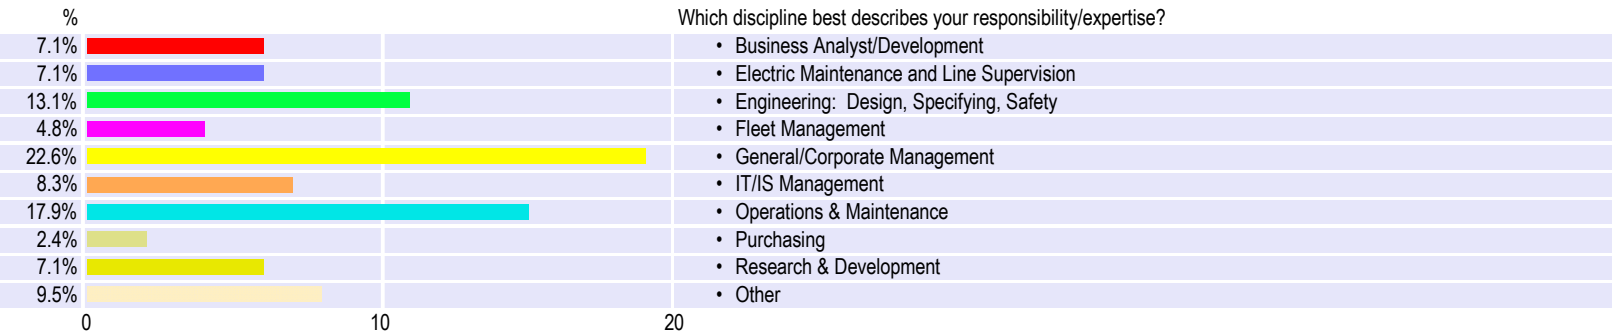 % Which discipline best describes your responsibility/expertise?
7.1% • Business Analyst/Development
7.1% • Electric Maintenance and Line Supervision
13.1% • Engineering: Design, Specifying, Safety
4.8% • Fleet Management
22.6% • General/Corporate Management
8.3% • IT/IS Management
17.9% • Operations & Maintenance
2.4% • Purchasing
7.1% • Research & Development
9.5% • Other
0 10 20